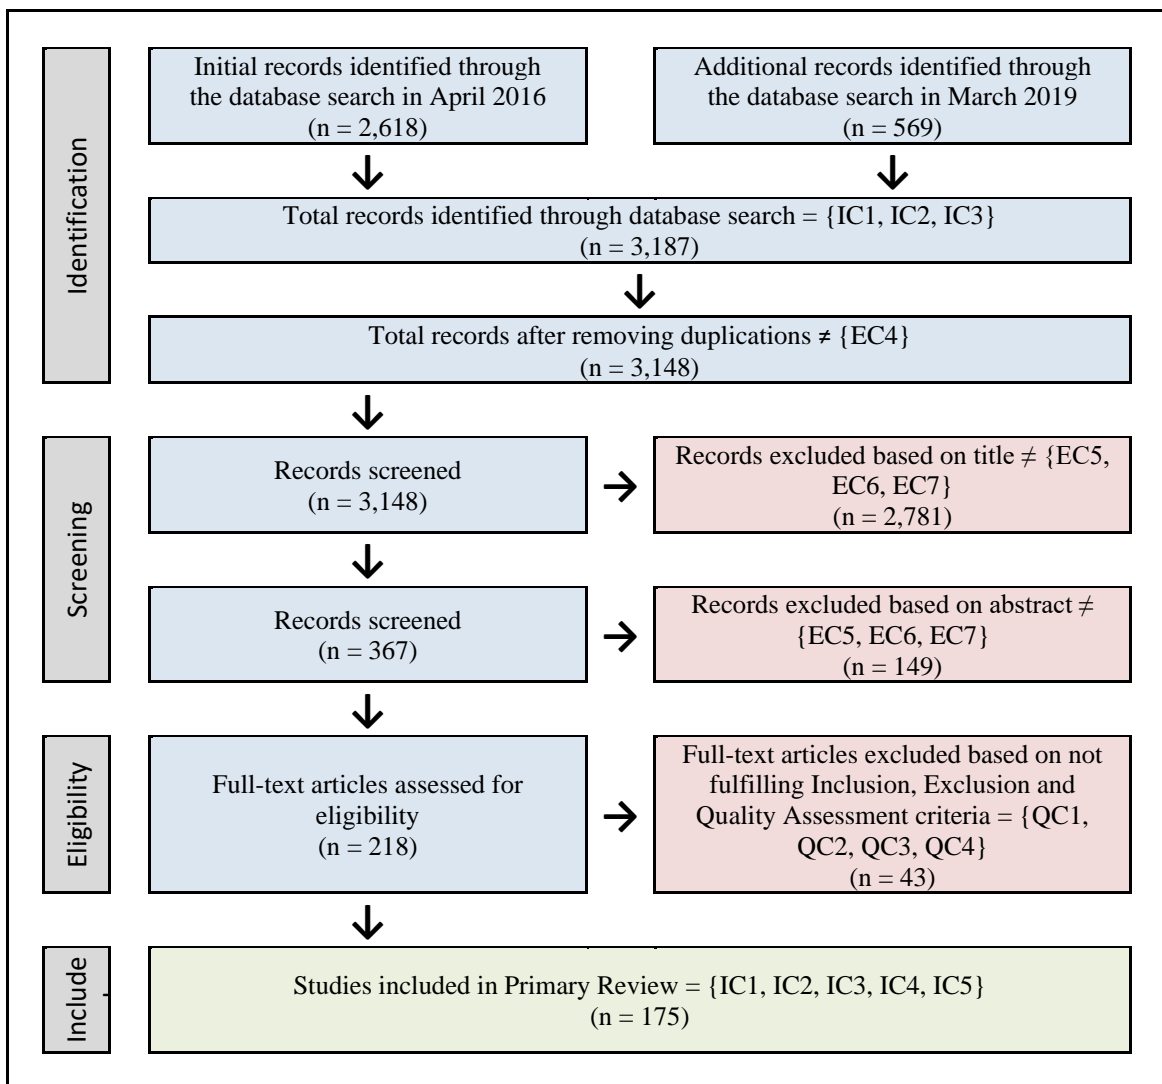 Identification
Initial records identified through
the database search in April 2016
(n = 2,618)
Additional records identified through
the database search in March 2019
(n = 569)
Total records identified through database search = {IC1, IC2, IC3}
(n = 3,187)
Total records after removing duplications ≠ {EC4}
(n = 3,148)
Screening
Records screened
(n = 3,148)
Records excluded based on title ≠ {EC5,
EC6, EC7}
(n = 2,781)
Records screened
(n = 367)
Records excluded based on abstract ≠
{EC5, EC6, EC7}
(n = 149)
Eligibility
Full-text articles assessed for
eligibility
(n = 218)
Full-text articles excluded based on not
fulfilling Inclusion, Exclusion and
Quality Assessment criteria = {QC1,
QC2, QC3, QC4}
(n = 43)
Include
Studies included in Primary Review = {IC1, IC2, IC3, IC4, IC5}
(n = 175)